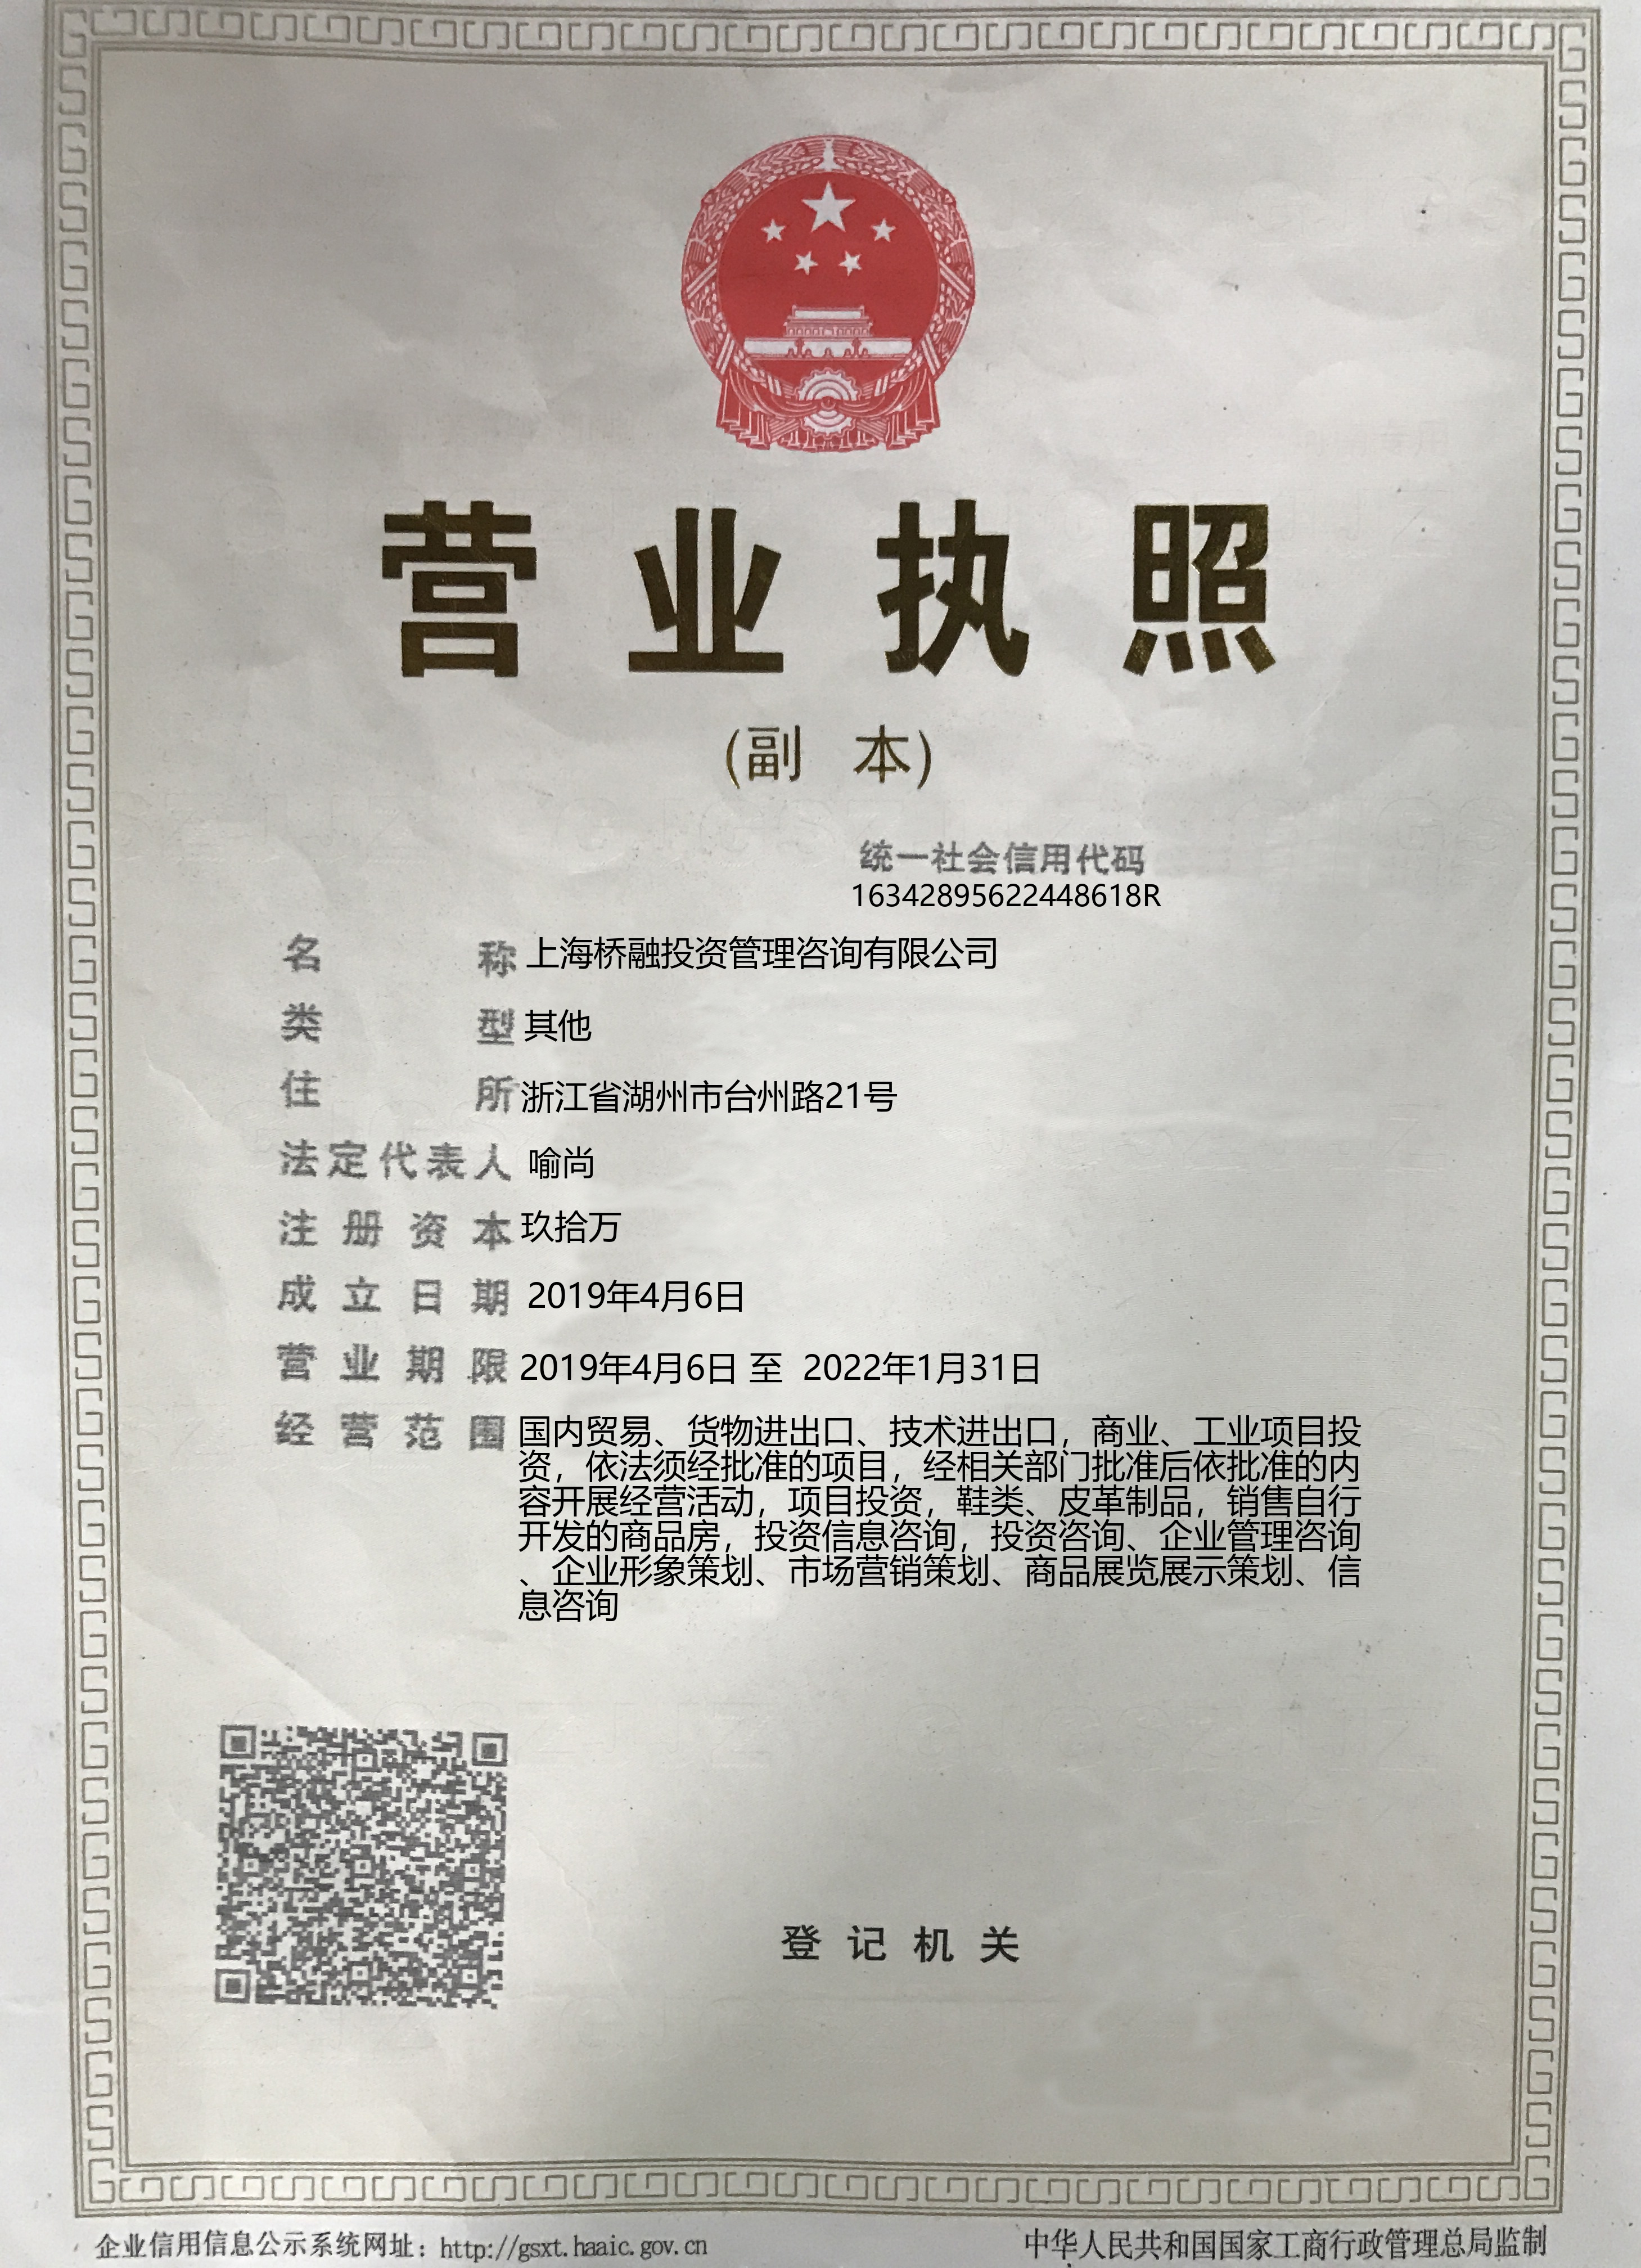 营业执照
(副 本)
统一社会信用代码
16342895622448618R
名 称 上海桥融投资管理咨询有限公司
类 型 其他
住 所 浙江省湖州市台州路21号
法定代表人 喻尚
注册资本 玖拾万
成立日期 2019年4月6日
营业期限 2019年4月6日 至 2022年1月31日
经营范围 国内贸易、货物进出口、技术进出口，商业、工业项目投
资，依法须经批准的项目，经相关部门批准后依批准的内
容开展经营活动，项目投资，鞋类、皮革制品，销售自行
开发的商品房，投资信息咨询，投资咨询、企业管理咨询
、企业形象策划、市场营销策划、商品展览展示策划、信
息咨询
登记机关
企业信用信息公示系统网址：http://gsxt.haaic.gov.cn
中华人民共和国国家工商行政管理总局监制